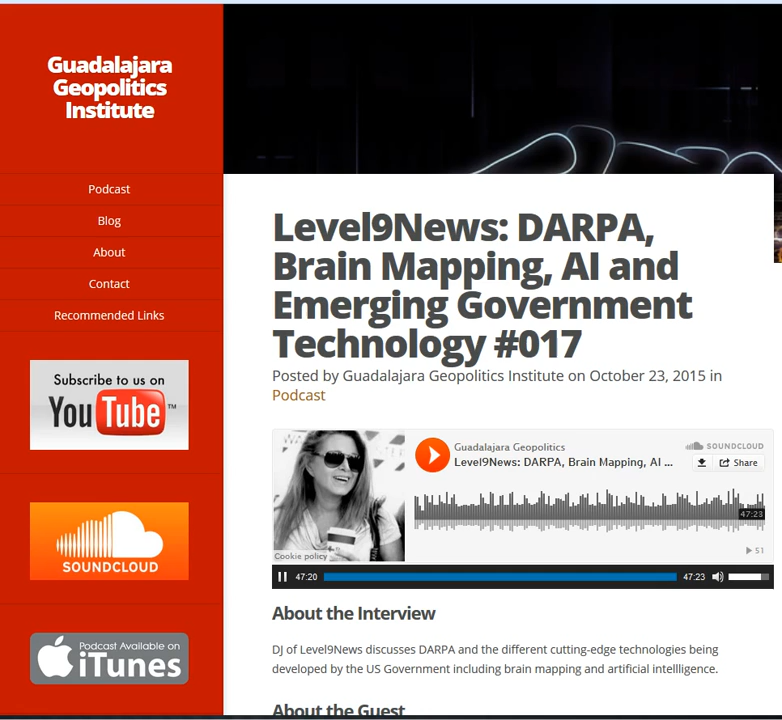 Guadalajara
Geopolitics
Institute
Podcast
Blog
About
Contact
Recommended Links
Subscribe to us on
YouTube™
SOUNDCLOUD
Podcast Available on
iTunes
Level9News: DARPA,
Brain Mapping, AI and
Emerging Government
Technology #017
Posted by Guadalajara Geopolitics Institute on October 23, 2015 in
Podcast
Guadalajara Geopolitics
SOUNDCLOUD
Level9News: DARPA, Brain Mapping, AI ...
Share
47:23
Cookie policy
51
47:20
47:23
About the Interview
DJ of Level9News discusses DARPA and the different cutting-edge technologies being
developed by the US Government including brain mapping and artificial intellligence.
About the Guest